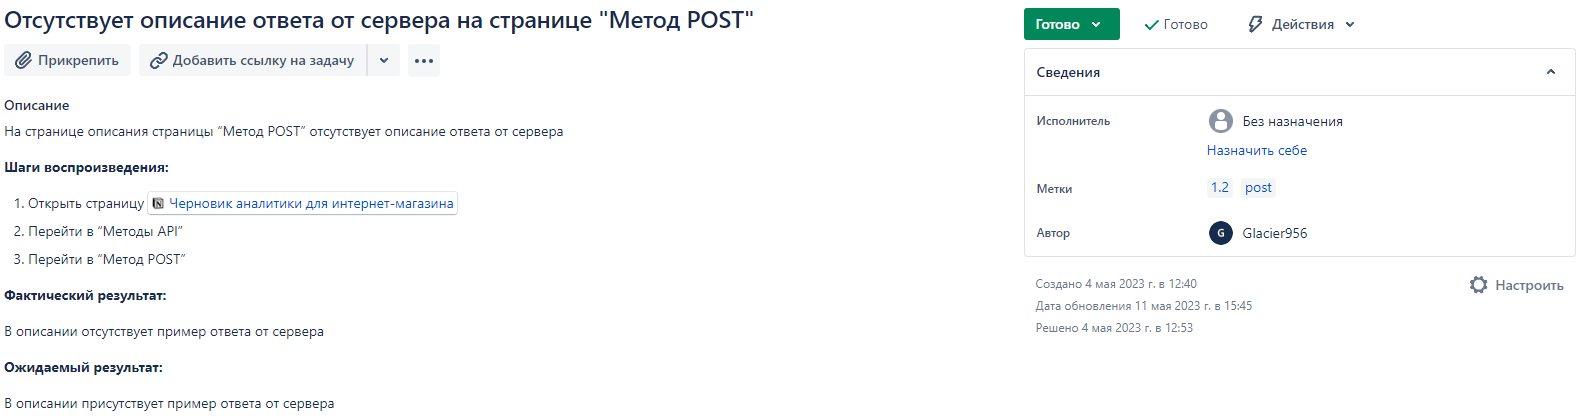 Отсутствует описание ответа от сервера на странице "Метод POST"
Прикрепить
Добавить ссылку на задачу
Описание
На странице описания страницы “Метод POST” отсутствует описание ответа от сервера
Шаги воспроизведения:
1. Открыть страницу Черновик аналитики для интернет-магазина
2. Перейти в “Методы API”
3. Перейти в “Метод POST”
Фактический результат:
В описании отсутствует пример ответа от сервера
Ожидаемый результат:
В описании присутствует пример ответа от сервера
Готово
Готово
Действия
Сведения
Исполнитель
Без назначения
Назначить себе
Метки
1.2 post
Автор
G Glacier956
Создано 4 мая 2023 г. в 12:40
Дата обновления 11 мая 2023 г. в 15:45
Решено 4 мая 2023 г. в 12:53
Настроить